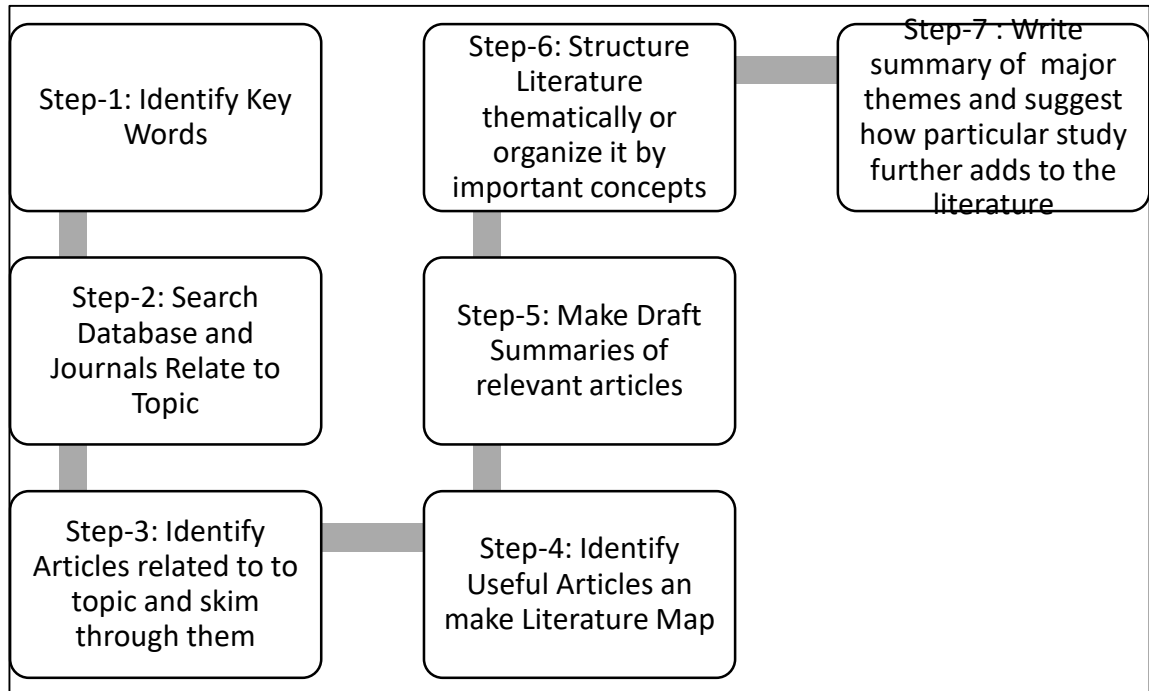 Step-1: Identify Key
Words
Step-2: Search
Database and
Journals Relate to
Topic
Step-3: Identify
Articles related to to
topic and skim
through them
Step-4: Identify
Useful Articles an
make Literature Map
Step-5: Make Draft
Summaries of
relevant articles
Step-6: Structure
Literature
thematically or
organize it by
important concepts
Step-7 : Write
summary of major
themes and suggest
how particular study
further adds to the
literature